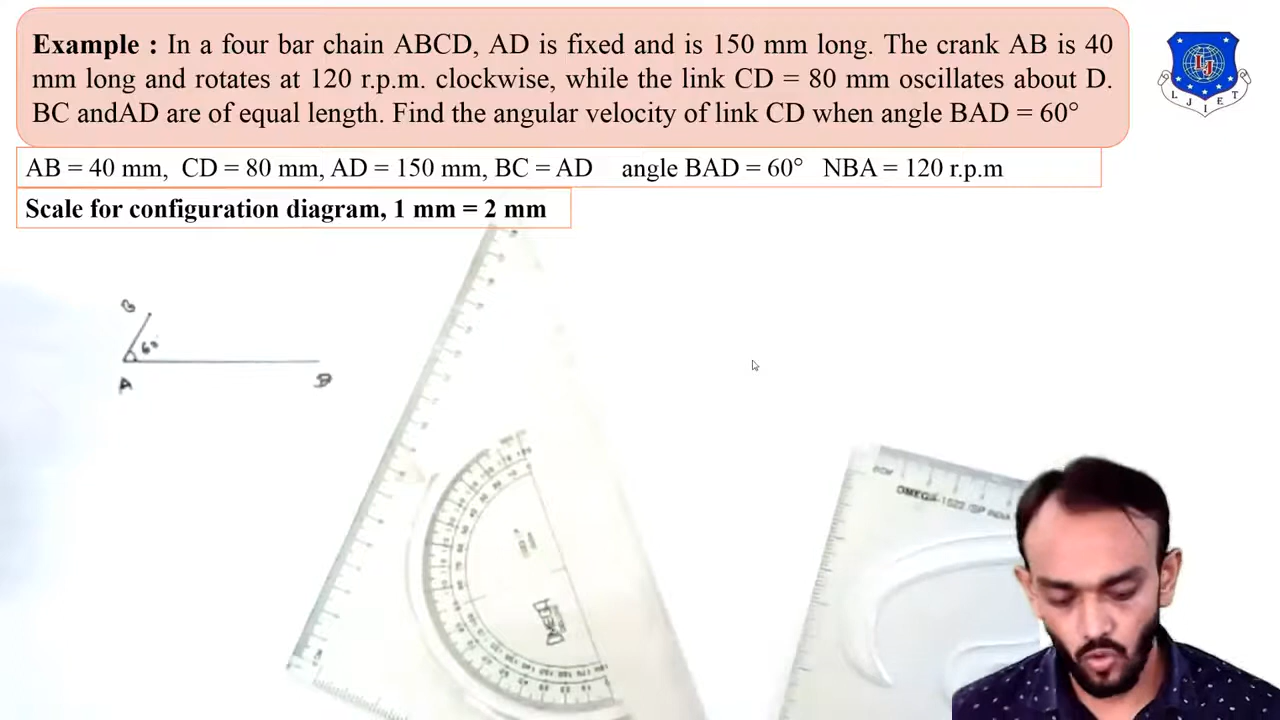 Example : In a four bar chain ABCD, AD is fixed and is 150 mm long. The crank AB is 40
mm long and rotates at 120 r.p.m. clockwise, while the link CD = 80 mm oscillates about D.
BC andAD are of equal length. Find the angular velocity of link CD when angle BAD = 60°
LJIET
AB = 40 mm, CD = 80 mm, AD = 150 mm, BC = AD angle BAD = 60° NBA = 120 r.p.m
Scale for configuration diagram, 1 mm = 2 mm
B
60°
A
OMEGA